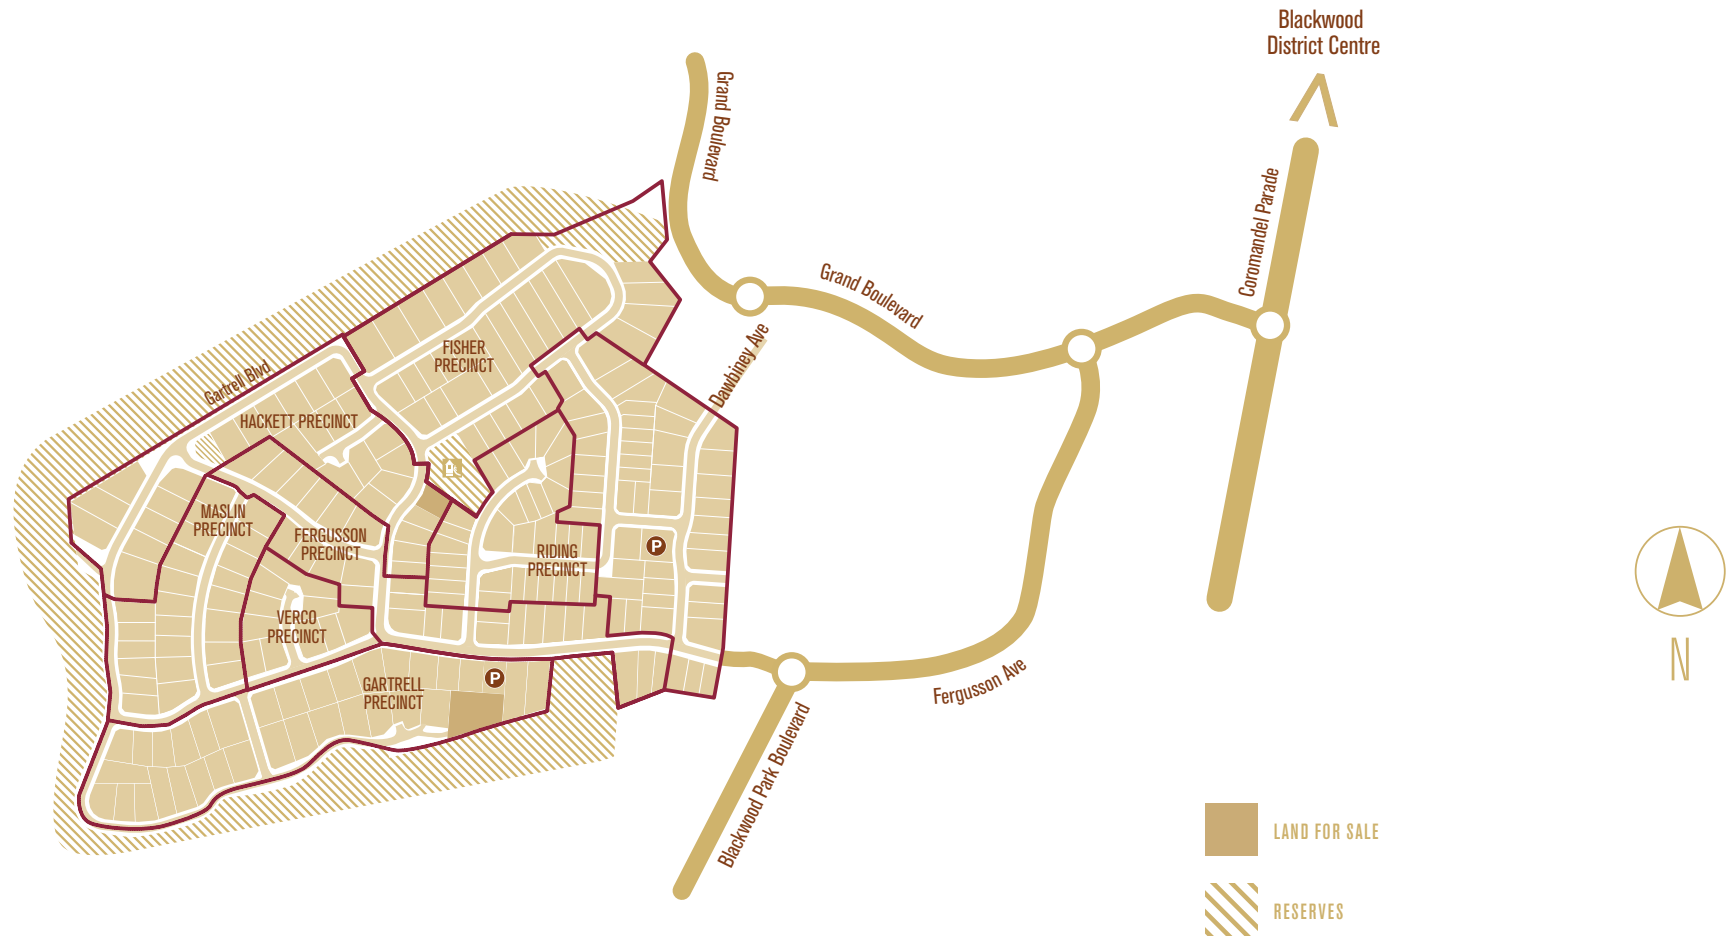 Blackwood
District Centre
Grand Boulevard
Coromandel Parade
Grand Boulevard
Dawbiney Ave
FISHER
PRECINCT
Gartrell Blvd
HACKETT PRECINCT
MASLIN
PRECINCT
FERGUSSON
PRECINCT
RIDING
PRECINCT
P
VERCO
PRECINCT
GARTRELL
PRECINCT
P
Fergusson Ave
Blackwood Park Boulevard
N
LAND FOR SALE
RESERVES